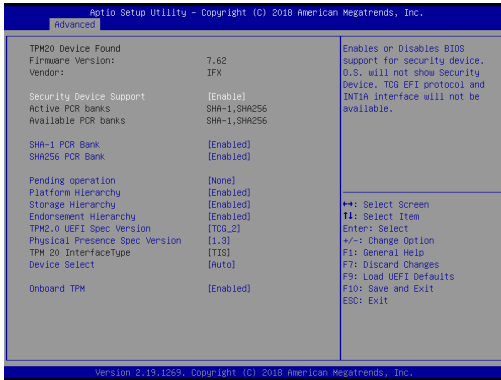 Aptio Setup Utility – Copyright (C) 2018 American Megatrends, Inc.
Advanced
TPM20 Device Found
Firmware Version: 7.62
Vendor: IFX
Security Device Support [Enable]
Active PCR banks SHA-1,SHA256
Available PCR banks SHA-1,SHA256
SHA-1 PCR Bank [Enabled]
SHA256 PCR Bank [Enabled]
Pending operation [None]
Platform Hierarchy [Enabled]
Storage Hierarchy [Enabled]
Endorsement Hierarchy [Enabled]
TPM2.0 UEFI Spec Version [TCG_2]
Physical Presence Spec Version [1.3]
TPM 20 InterfaceType [TIS]
Device Select [Auto]
Onboard TPM [Enabled]
Enables or Disables BIOS
support for security device.
O.S. will not show Security
Device. TCG EFI protocol and
INT1A interface will not be
available.
↔: Select Screen
↑↓: Select Item
Enter: Select
+/-: Change Option
F1: General Help
F7: Discard Changes
F9: Load UEFI Defaults
F10: Save and Exit
ESC: Exit
Version 2.19.1269. Copyright (C) 2018 American Megatrends, Inc.